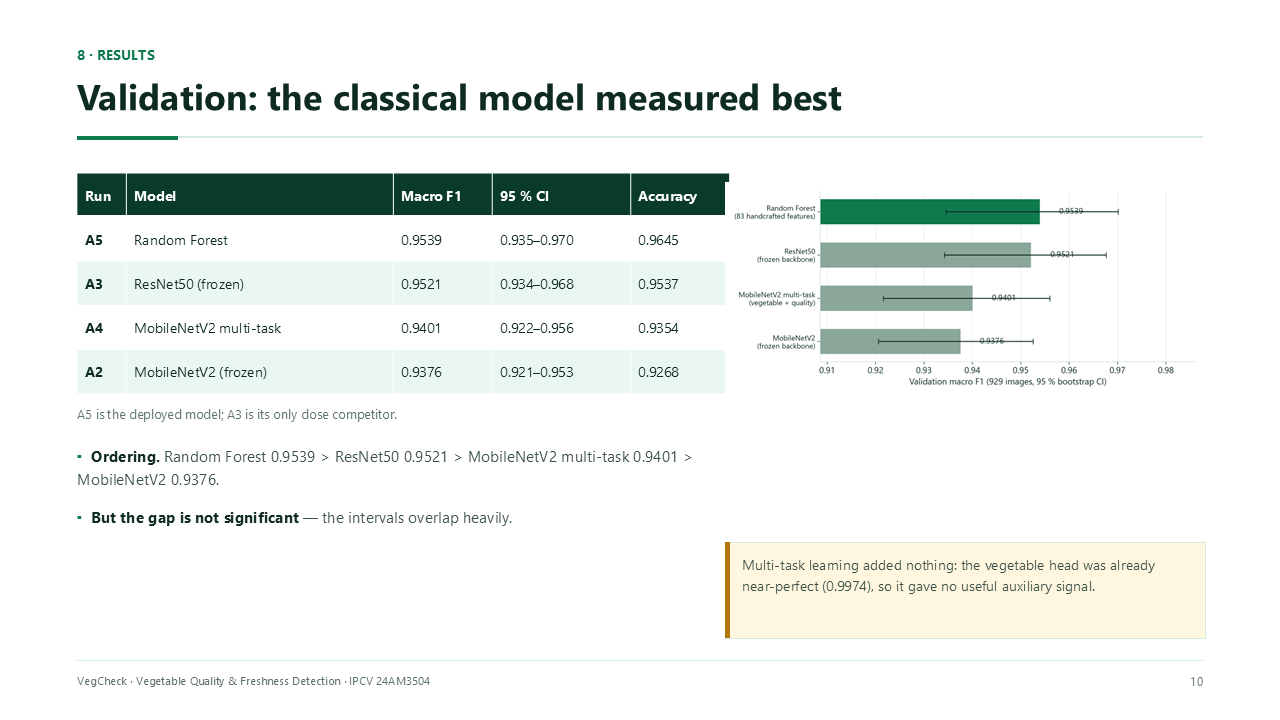 8 · RESULTS
Validation: the classical model measured best
Run Model Macro F1 95 % CI Accuracy
A5 Random Forest 0.9539 0.935–0.970 0.9645
A3 ResNet50 (frozen) 0.9521 0.934–0.968 0.9537
A4 MobileNetV2 multi-task 0.9401 0.922–0.956 0.9354
A2 MobileNetV2 (frozen) 0.9376 0.921–0.953 0.9268
A5 is the deployed model; A3 is its only close competitor.
▪ Ordering. Random Forest 0.9539 > ResNet50 0.9521 > MobileNetV2 multi-task 0.9401 >
MobileNetV2 0.9376.
▪ But the gap is not significant — the intervals overlap heavily.
Random Forest
(83 handcrafted features)
0.9539
ResNet50
(frozen backbone)
0.9521
MobileNetV2 multi-task
(vegetable + quality)
0.9401
MobileNetV2
(frozen backbone)
0.9376
0.91 0.92 0.93 0.94 0.95 0.96 0.97 0.98
Validation macro F1 (929 images, 95 % bootstrap CI)
Multi-task learning added nothing: the vegetable head was already
near-perfect (0.9974), so it gave no useful auxiliary signal.
VegCheck · Vegetable Quality & Freshness Detection · IPCV 24AM3504
10